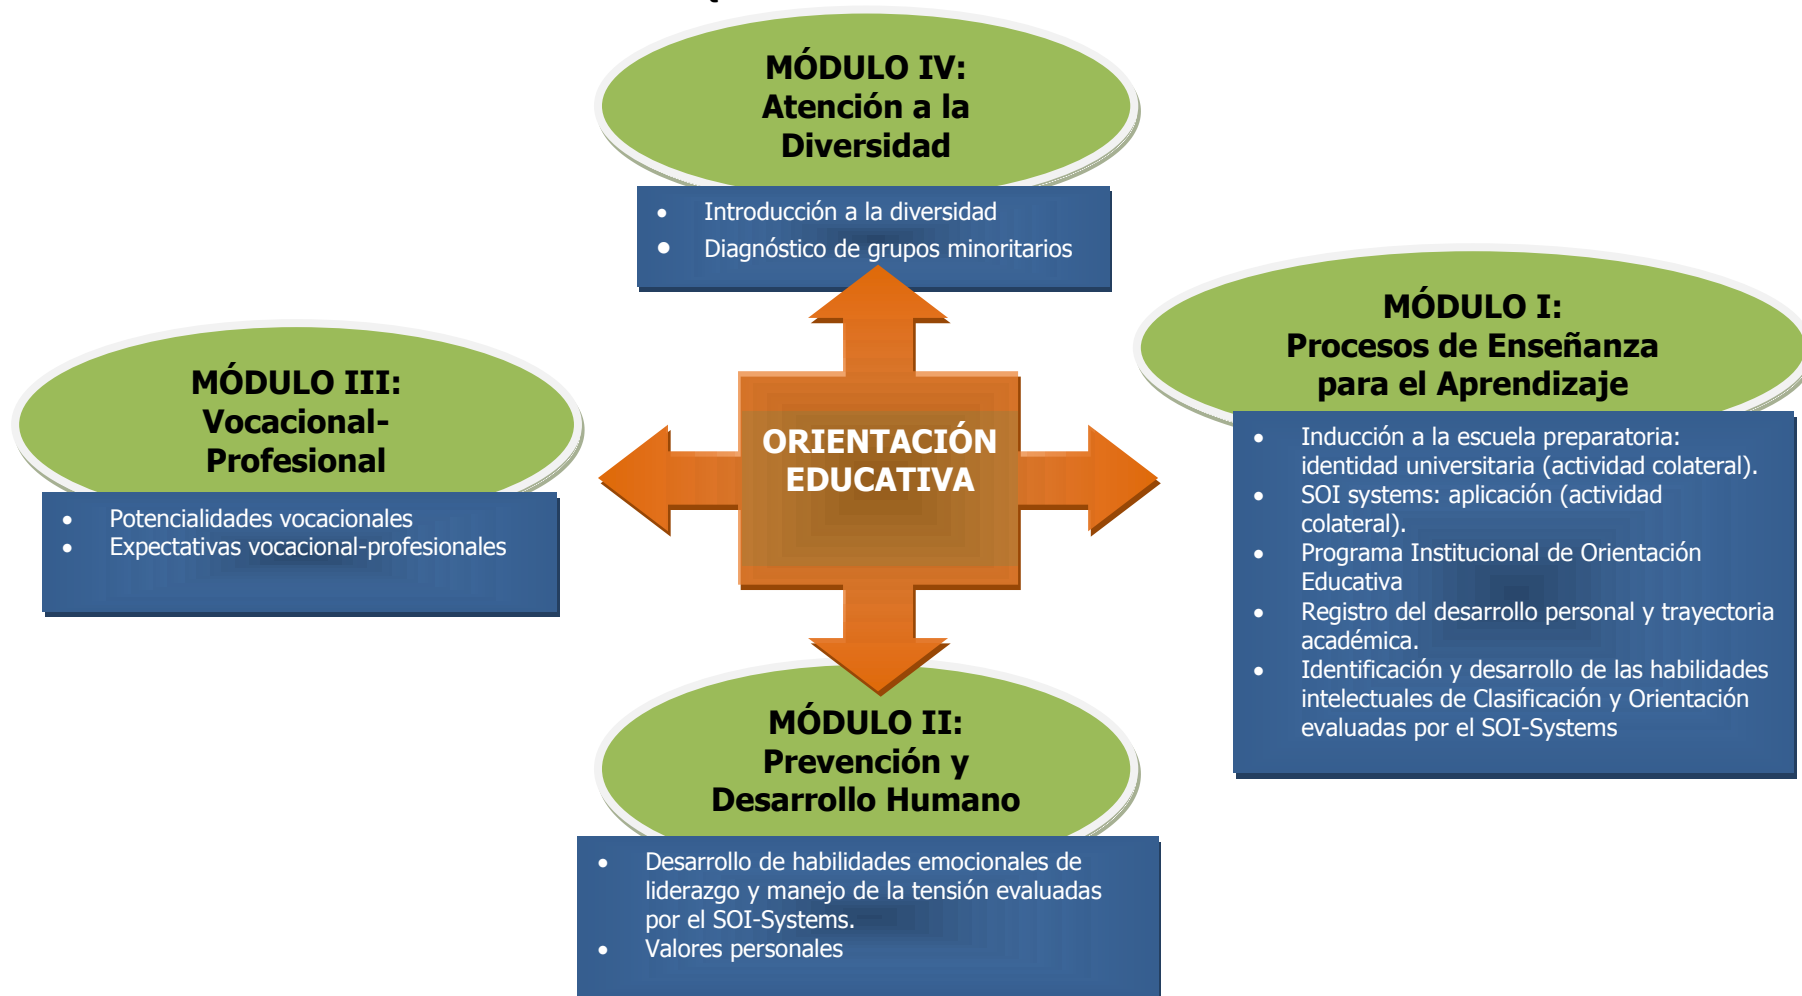 MÓDULO IV:
Atención a la
Diversidad
• Introducción a la diversidad
• Diagnóstico de grupos minoritarios
MÓDULO I:
Procesos de Enseñanza
para el Aprendizaje
• Inducción a la escuela preparatoria:
identidad universitaria (actividad colateral).
• SOI systems: aplicación (actividad
colateral).
• Programa Institucional de Orientación
Educativa
• Registro del desarrollo personal y trayectoria
académica.
• Identificación y desarrollo de las habilidades
intelectuales de Clasificación y Orientación
evaluadas por el SOI-Systems
MÓDULO III:
Vocacional-
Profesional
• Potencialidades vocacionales
• Expectativas vocacional-profesionales
ORIENTACIÓN
EDUCATIVA
MÓDULO II:
Prevención y
Desarrollo Humano
• Desarrollo de habilidades emocionales de
liderazgo y manejo de la tensión evaluadas
por el SOI-Systems.
• Valores personales